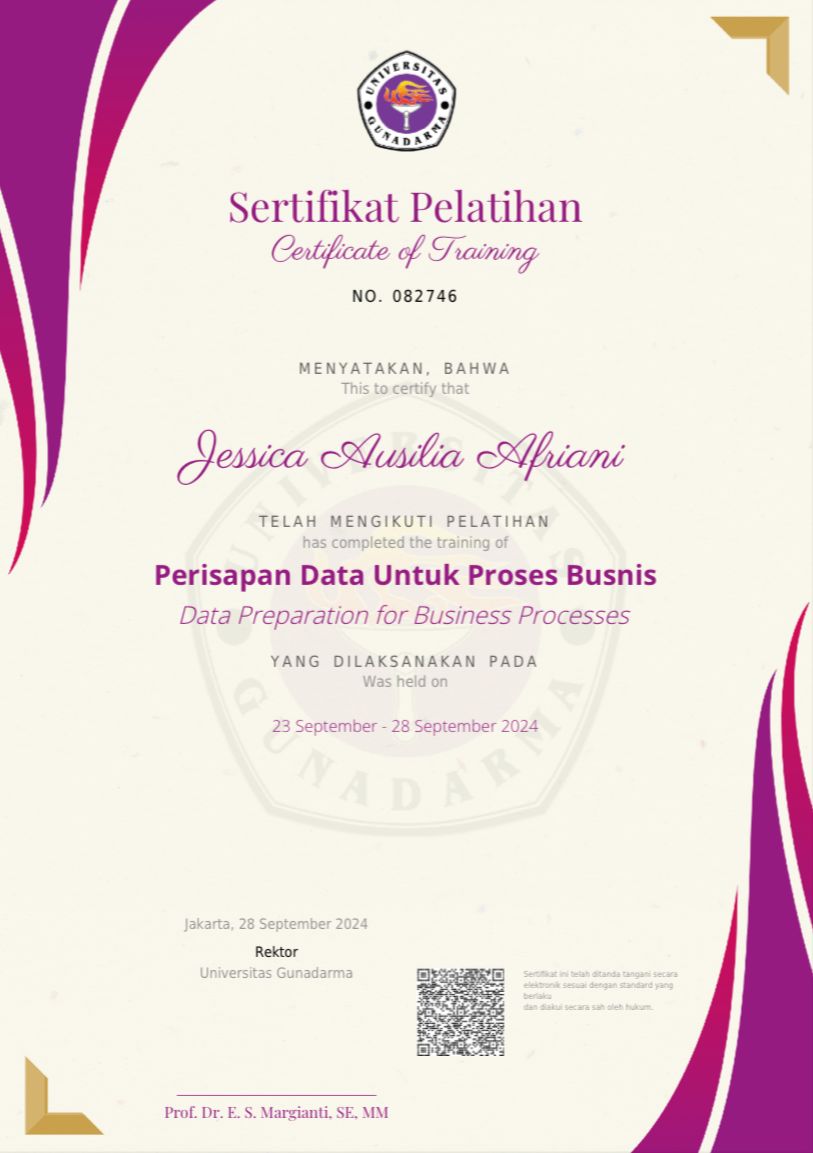 UNIVERSITAS
GUNADARMA
Sertifikat Pelatihan
Certificate of Training
NO. 082746
MENYATAKAN, BAHWA
This to certify that
Jessica Ausilia Afriani
TELAH MENGIKUTI PELATIHAN
has completed the training of
Perisapan Data Untuk Proses Busnis
Data Preparation for Business Processes
YANG DILAKSANAKAN PADA
Was held on
23 September - 28 September 2024
UNIVERSITAS
GUNADARMA
Jakarta, 28 September 2024
Rektor
Universitas Gunadarma
Sertifikat ini telah ditanda tangani secara
elektronik sesuai dengan standard yang
berlaku
dan diakui secara sah oleh hukum.
Prof. Dr. E. S. Margianti, SE, MM